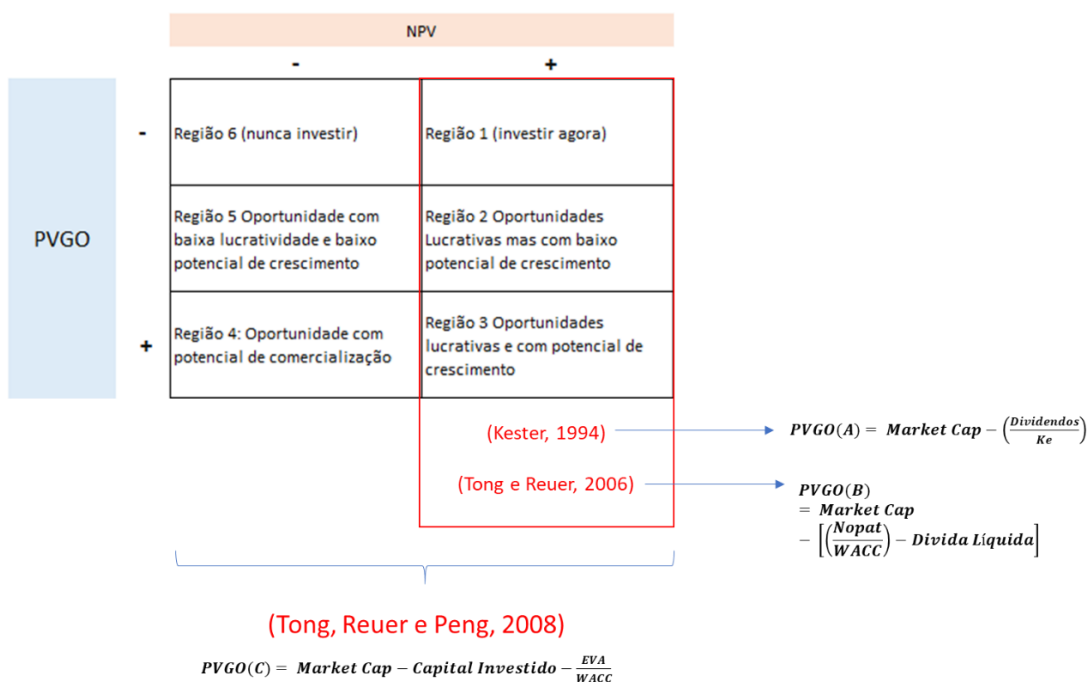 NPV
-
+
PVGO
-
Região 6 (nunca investir)
Região 1 (investir agora)
Região 5 Oportunidade com
baixa lucratividade e baixo
potencial de crescimento
Região 2 Oportunidades
Lucrativas mas com baixo
potencial de crescimento
+
Região 4: Oportunidade com
potencial de comercialização
Região 3 Oportunidades
lucrativas e com potencial de
crescimento
(Kester, 1994)
PVGO(A) = Market Cap − (Dividendos / Ke)
(Tong e Reuer, 2006)
PVGO(B)
= Market Cap
− [(Nopat / WACC) − Divida Líquida]
(Tong, Reuer e Peng, 2008)
PVGO(C) = Market Cap − Capital Investido − EVA / WACC